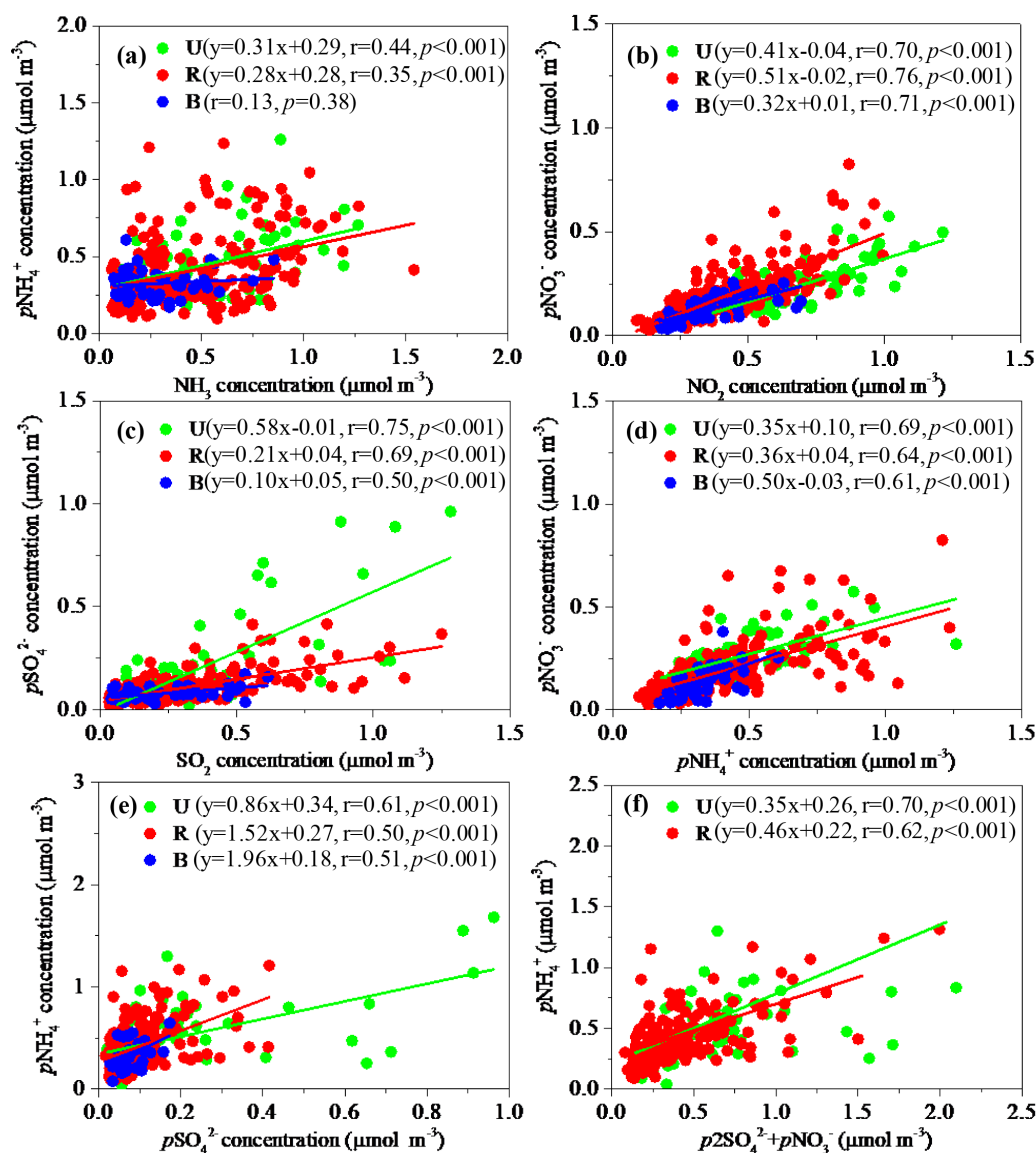 (a)
U(y=0.31x+0.29, r=0.44, p<0.001)
R(y=0.28x+0.28, r=0.35, p<0.001)
B(r=0.13, p=0.38)
pNH₄⁺ concentration (μmol m⁻³)
2.0
1.5
1.0
0.5
0.0
0.0 0.5 1.0 1.5 2.0
NH₃ concentration (μmol m⁻³)
(b)
U(y=0.41x-0.04, r=0.70, p<0.001)
R(y=0.51x-0.02, r=0.76, p<0.001)
B(y=0.32x+0.01, r=0.71, p<0.001)
pNO₃⁻ concentration (μmol m⁻³)
1.5
1.0
0.5
0.0
0.0 0.5 1.0 1.5
NO₂ concentration (μmol m⁻³)
(c)
U(y=0.58x-0.01, r=0.75, p<0.001)
R(y=0.21x+0.04, r=0.69, p<0.001)
B(y=0.10x+0.05, r=0.50, p<0.001)
pSO₄²⁻ concentration (μmol m⁻³)
1.5
1.0
0.5
0.0
0.0 0.5 1.0 1.5
SO₂ concentration (μmol m⁻³)
(d)
U(y=0.35x+0.10, r=0.69, p<0.001)
R(y=0.36x+0.04, r=0.64, p<0.001)
B(y=0.50x-0.03, r=0.61, p<0.001)
pNO₃⁻ concentration (μmol m⁻³)
1.5
1.0
0.5
0.0
0.0 0.5 1.0 1.5
pNH₄⁺ concentration (μmol m⁻³)
(e)
U(y=0.86x+0.34, r=0.61, p<0.001)
R(y=1.52x+0.27, r=0.50, p<0.001)
B(y=1.96x+0.18, r=0.51, p<0.001)
pNH₄⁺ concentration (μmol m⁻³)
3
2
1
0
0.0 0.2 0.4 0.6 0.8 1.0
pSO₄²⁻ concentration (μmol m⁻³)
(f)
U(y=0.35x+0.26, r=0.70, p<0.001)
R(y=0.46x+0.22, r=0.62, p<0.001)
pNH₄⁺ (μmol m⁻³)
2.5
2.0
1.5
1.0
0.5
0.0
0.0 0.5 1.0 1.5 2.0 2.5
p2SO₄²⁻+pNO₃⁻ (μmol m⁻³)